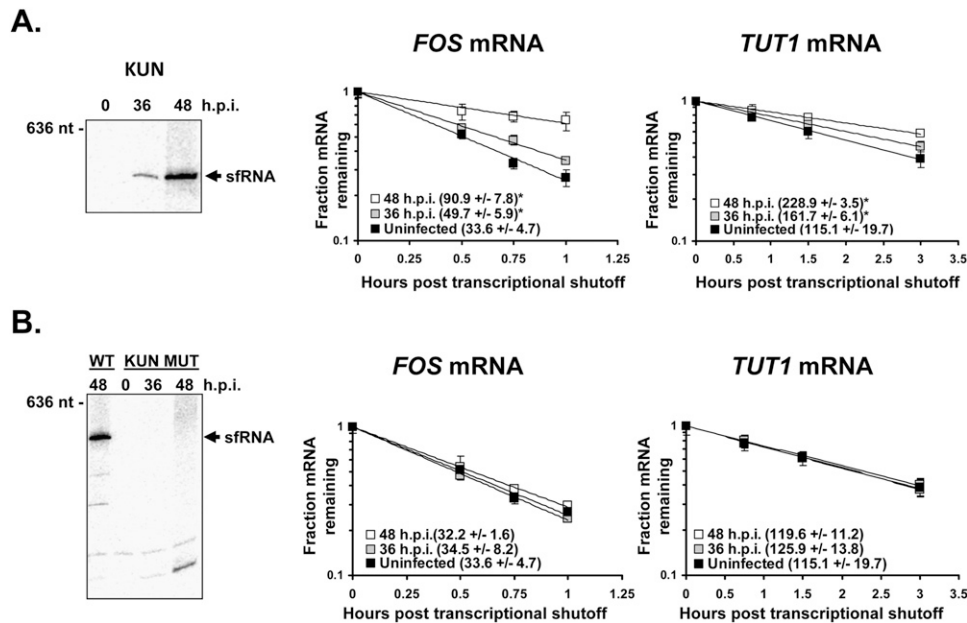 A.
KUN
0 36 48 h.p.i.
636 nt -
sfRNA
FOS mRNA
Fraction mRNA remaining
1
0.1
48 h.p.i. (90.9 +/- 7.8)*
36 h.p.i. (49.7 +/- 5.9)*
Uninfected (33.6 +/- 4.7)
0 0.25 0.5 0.75 1 1.25
Hours post transcriptional shutoff
TUT1 mRNA
Fraction mRNA remaining
1
0.1
48 h.p.i. (228.9 +/- 3.5)*
36 h.p.i. (161.7 +/- 6.1)*
Uninfected (115.1 +/- 19.7)
0 0.5 1 1.5 2 2.5 3 3.5
Hours post transcriptional shutoff
B.
WT KUN MUT
48 0 36 48 h.p.i.
636 nt -
sfRNA
FOS mRNA
Fraction mRNA remaining
1
0.1
48 h.p.i.(32.2 +/- 1.6)
36 h.p.i. (34.5 +/- 8.2)
Uninfected (33.6 +/- 4.7)
0 0.25 0.5 0.75 1 1.25
Hours post transcriptional shutoff
TUT1 mRNA
Fraction mRNA remaining
1
0.1
48 h.p.i. (119.6 +/- 11.2)
36 h.p.i. (125.9 +/- 13.8)
Uninfected (115.1 +/- 19.7)
0 0.5 1 1.5 2 2.5 3 3.5
Hours post transcriptional shutoff